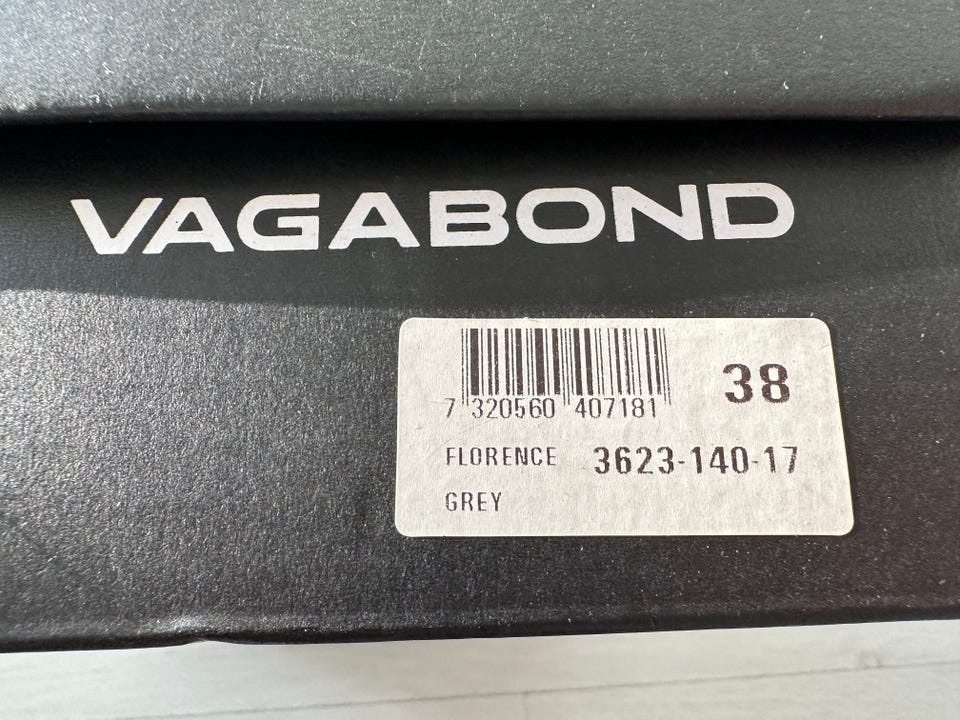 VAGABOND
38
7 320560 407181
FLORENCE 3623-140-17
GREY